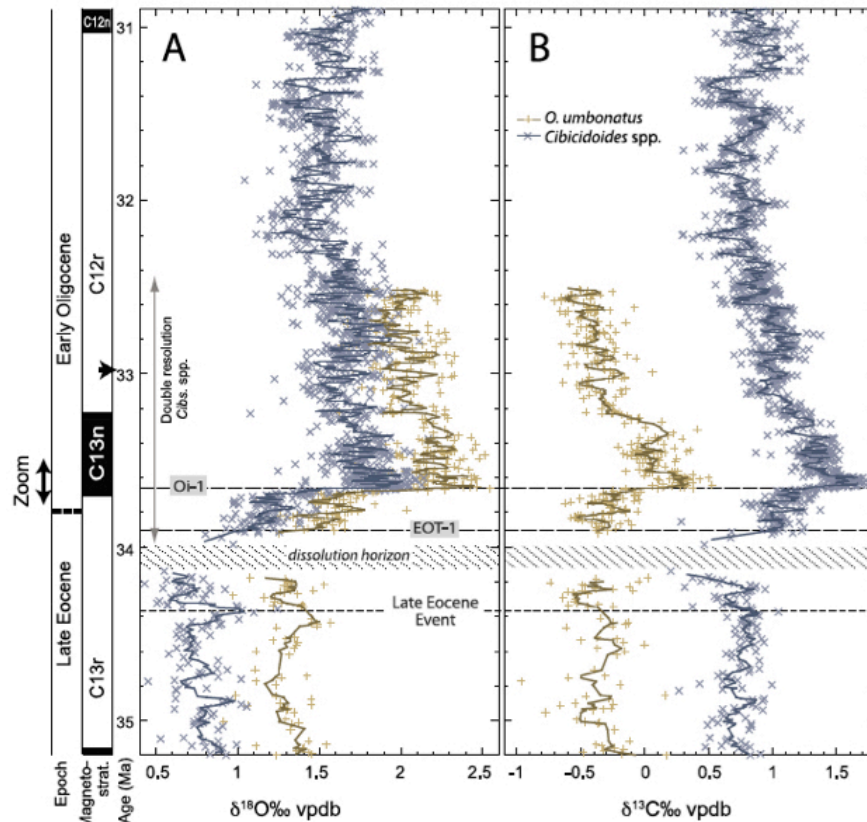 C12n
31
A
B
O. umbonatus
Cibicidoides spp.
32
C12r
Early Oligocene
Double resolution
Cibs. spp.
33
C13n
Zoom
Oi-1
EOT-1
34
dissolution horizon
Late Eocene
Event
Late Eocene
C13r
35
0.5 1 1.5 2 2.5 -1 -0.5 0 0.5 1 1.5
Epoch
Magneto-
strat.
Age (Ma)
δ¹⁸O‰ vpdb δ¹³C‰ vpdb